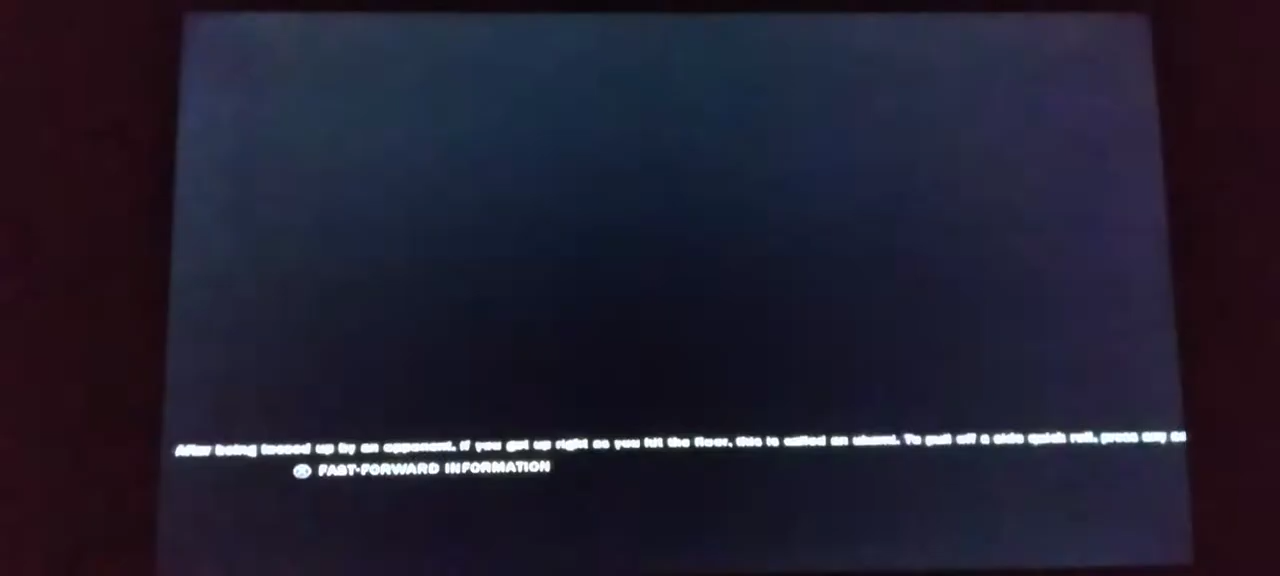 After being tossed up by an opponent, if you get up right as you hit the floor, this is called an ukemi. To pull off a side quick roll, press any
FAST-FORWARD INFORMATION